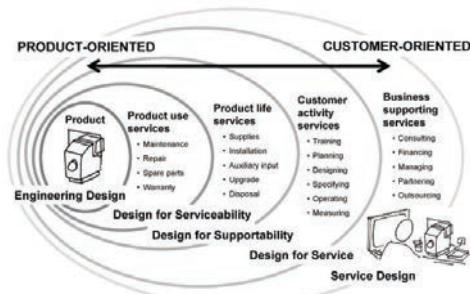 PRODUCT-ORIENTED
CUSTOMER-ORIENTED
Product
Engineering Design
Product use
services
• Maintenance
• Repair
• Spare parts
• Warranty
Design for Serviceability
Product life
services
• Supplies
• Installation
• Auxiliary input
• Upgrade
• Disposal
Design for Supportability
Customer
activity
services
• Training
• Planning
• Designing
• Specifying
• Operating
• Measuring
Design for Service
Business
supporting
services
• Consulting
• Financing
• Managing
• Partnering
• Outsourcing
Service Design